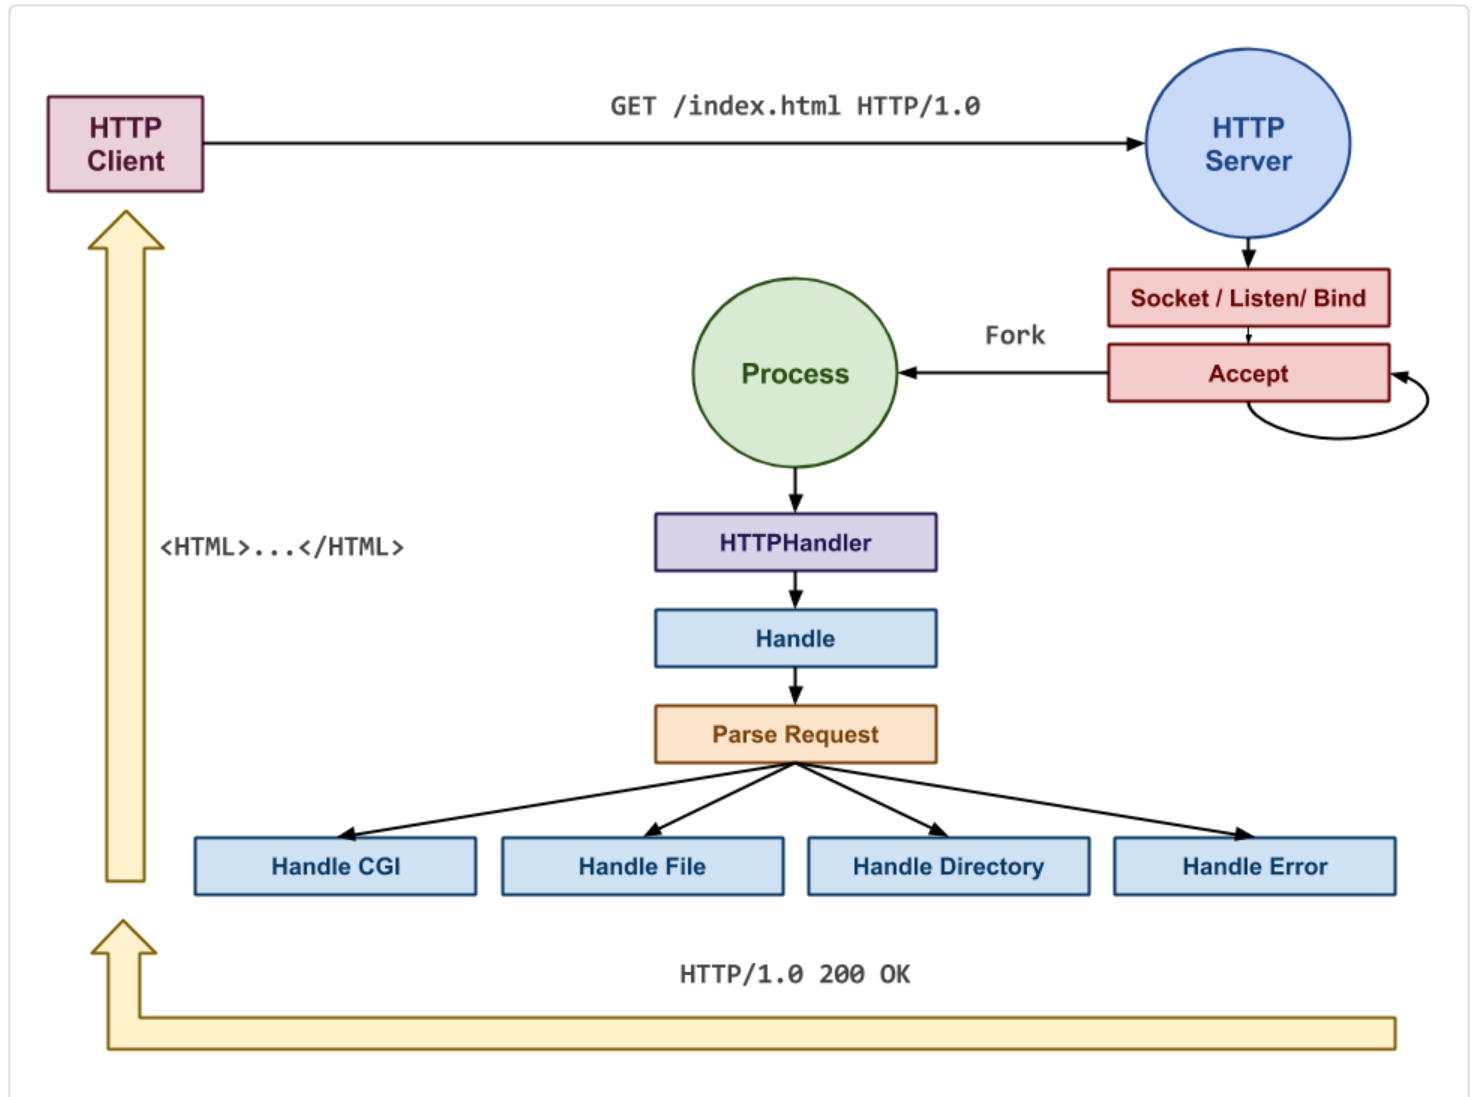 GET /index.html HTTP/1.0
HTTP
Client
HTTP
Server
Socket / Listen/ Bind
Fork
Process
Accept
HTTPHandler
<HTML>...</HTML>
Handle
Parse Request
Handle CGI
Handle File
Handle Directory
Handle Error
HTTP/1.0 200 OK